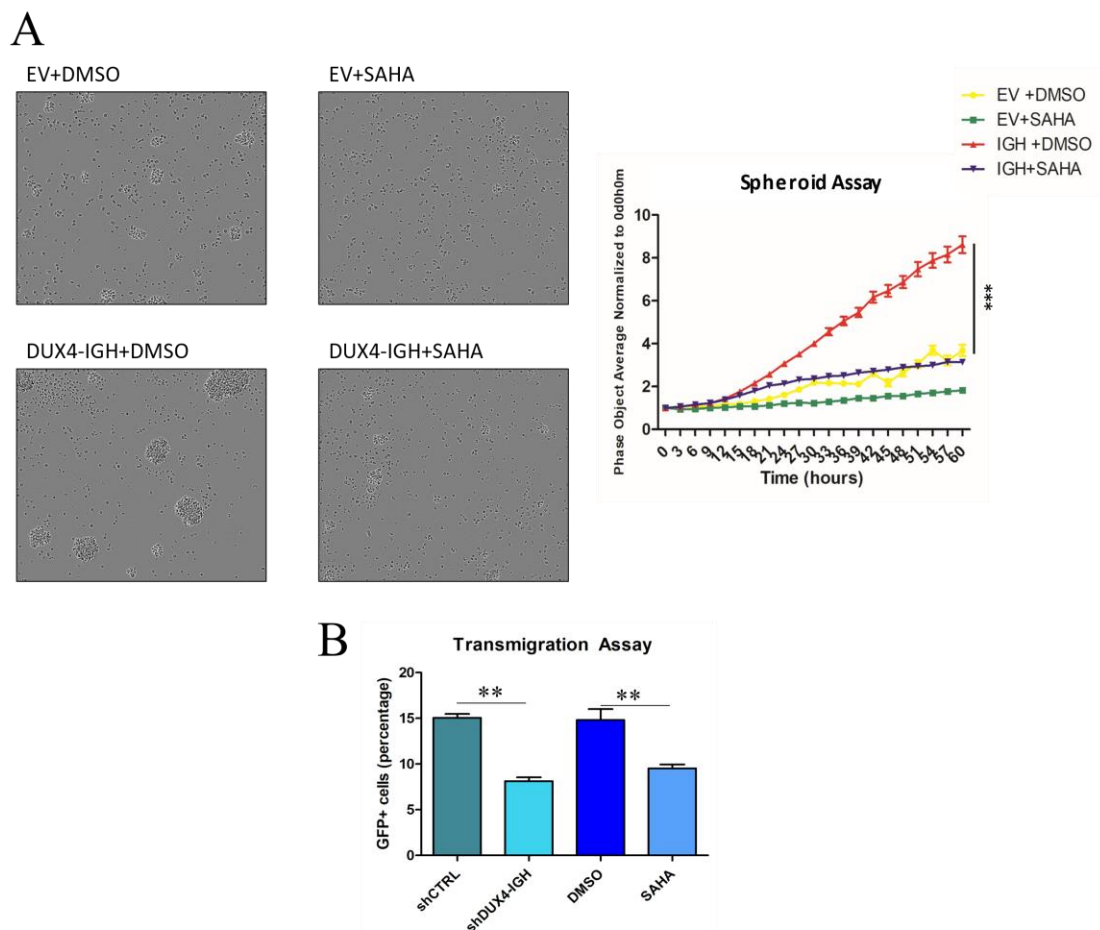 A
EV+DMSO
EV+SAHA
DUX4-IGH+DMSO
DUX4-IGH+SAHA
EV +DMSO
EV+SAHA
IGH +DMSO
IGH+SAHA
Spheroid Assay
Phase Object Average Normalized to 0d0h0m
10
8
6
4
2
0
0 3 6 9 12 15 18 21 24 27 30 33 36 39 42 45 48 51 54 57 60
Time (hours)
***
B
Transmigration Assay
GFP+ cells (percentage)
20
15
10
5
0
**
**
shCTRL
shDUX4-IGH
DMSO
SAHA